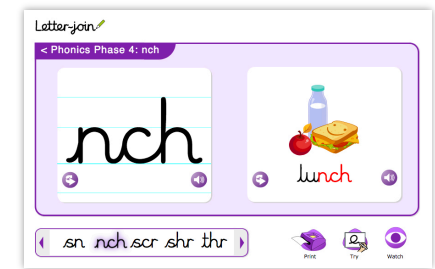 Letter-join
< Phonics Phase 4: nch
nch
lunch
sn nch scr shr thr
Print Try Watch